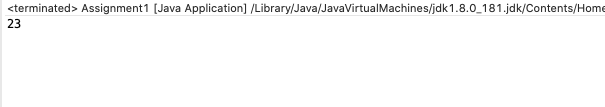 <terminated> Assignment1 [Java Application] /Library/Java/JavaVirtualMachines/jdk1.8.0_181.jdk/Contents/Home
23